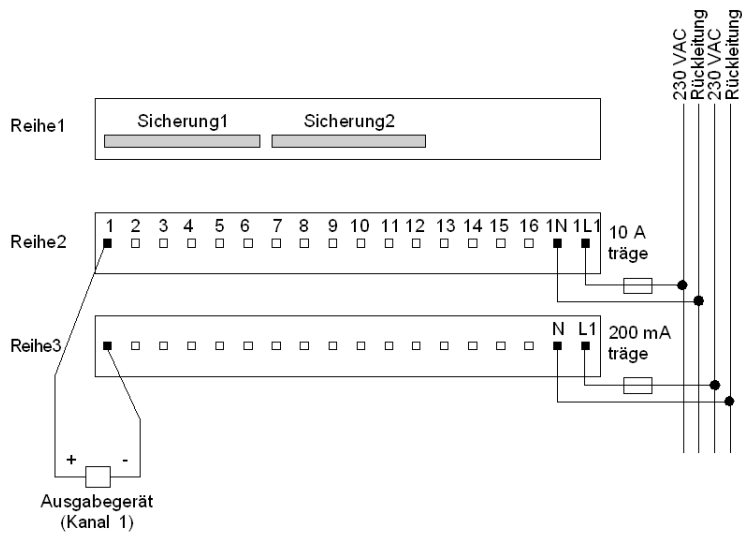 230 VAC
Rückleitung
230 VAC
Rückleitung
Reihe1
Sicherung1 Sicherung2
1 2 3 4 5 6 7 8 9 10 11 12 13 14 15 16 1N 1L1
Reihe2
10 A
träge
N L1
Reihe3
200 mA
träge
+ -
Ausgabegerät
(Kanal 1)